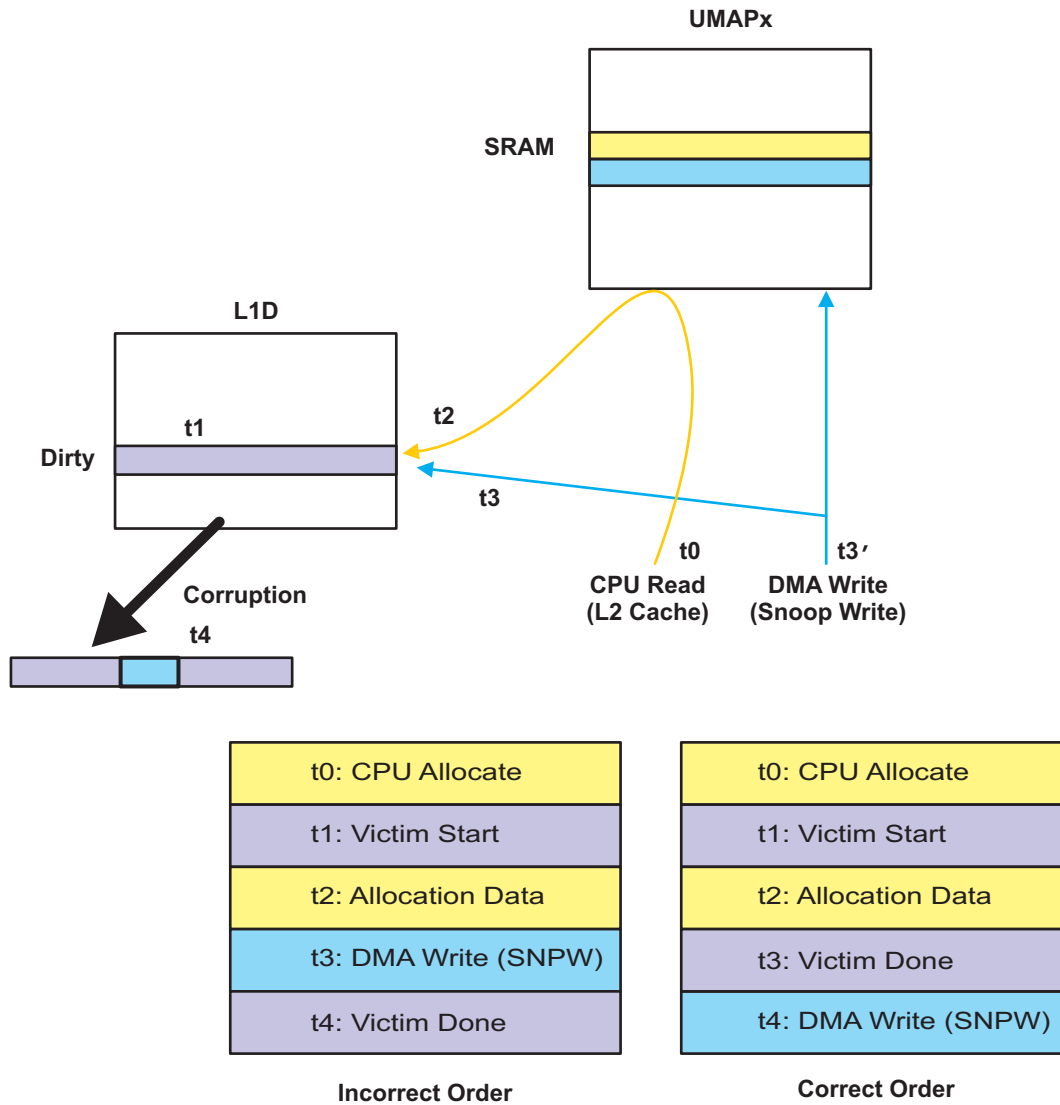 UMAPx
SRAM
L1D
t1
t2
Dirty
t3
t0
t3′
CPU Read
(L2 Cache)
DMA Write
(Snoop Write)
Corruption
t4
t0: CPU Allocate
t1: Victim Start
t2: Allocation Data
t3: DMA Write (SNPW)
t4: Victim Done
Incorrect Order
t0: CPU Allocate
t1: Victim Start
t2: Allocation Data
t3: Victim Done
t4: DMA Write (SNPW)
Correct Order